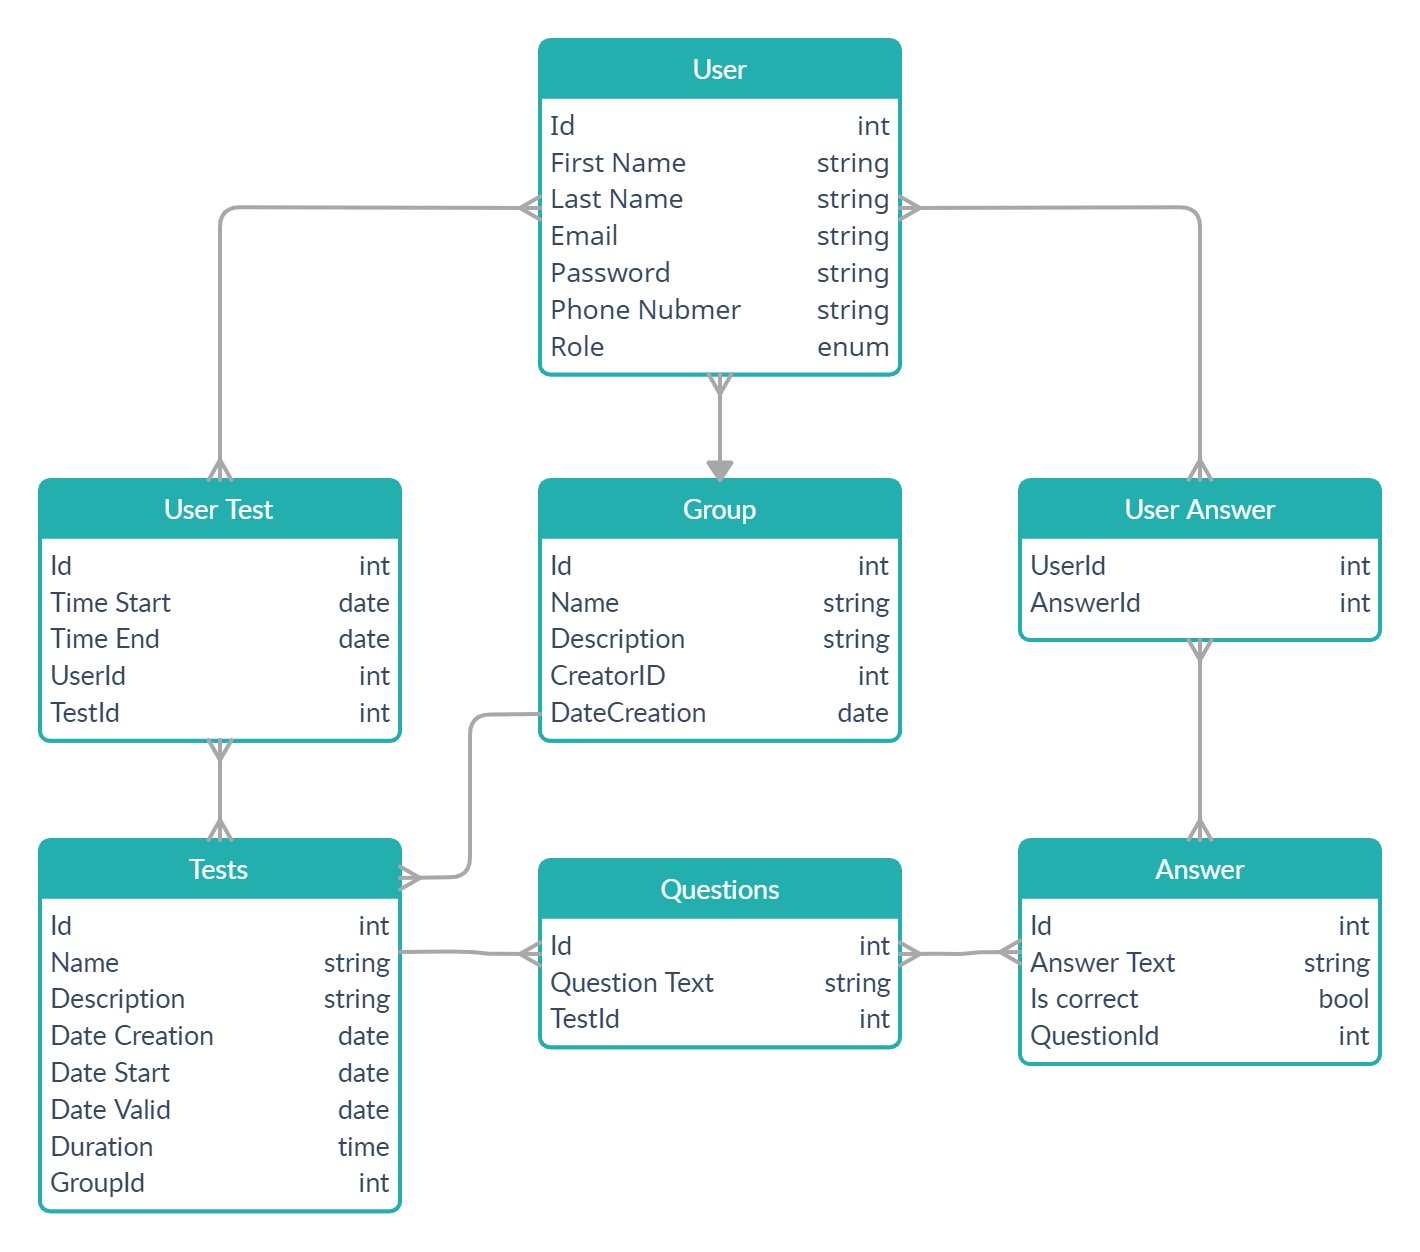 User
Id int
First Name string
Last Name string
Email string
Password string
Phone Nubmer string
Role enum
User Test
Id int
Time Start date
Time End date
UserId int
TestId int
Group
Id int
Name string
Description string
CreatorID int
DateCreation date
User Answer
UserId int
AnswerId int
Tests
Id int
Name string
Description string
Date Creation date
Date Start date
Date Valid date
Duration time
GroupId int
Questions
Id int
Question Text string
TestId int
Answer
Id int
Answer Text string
Is correct bool
QuestionId int